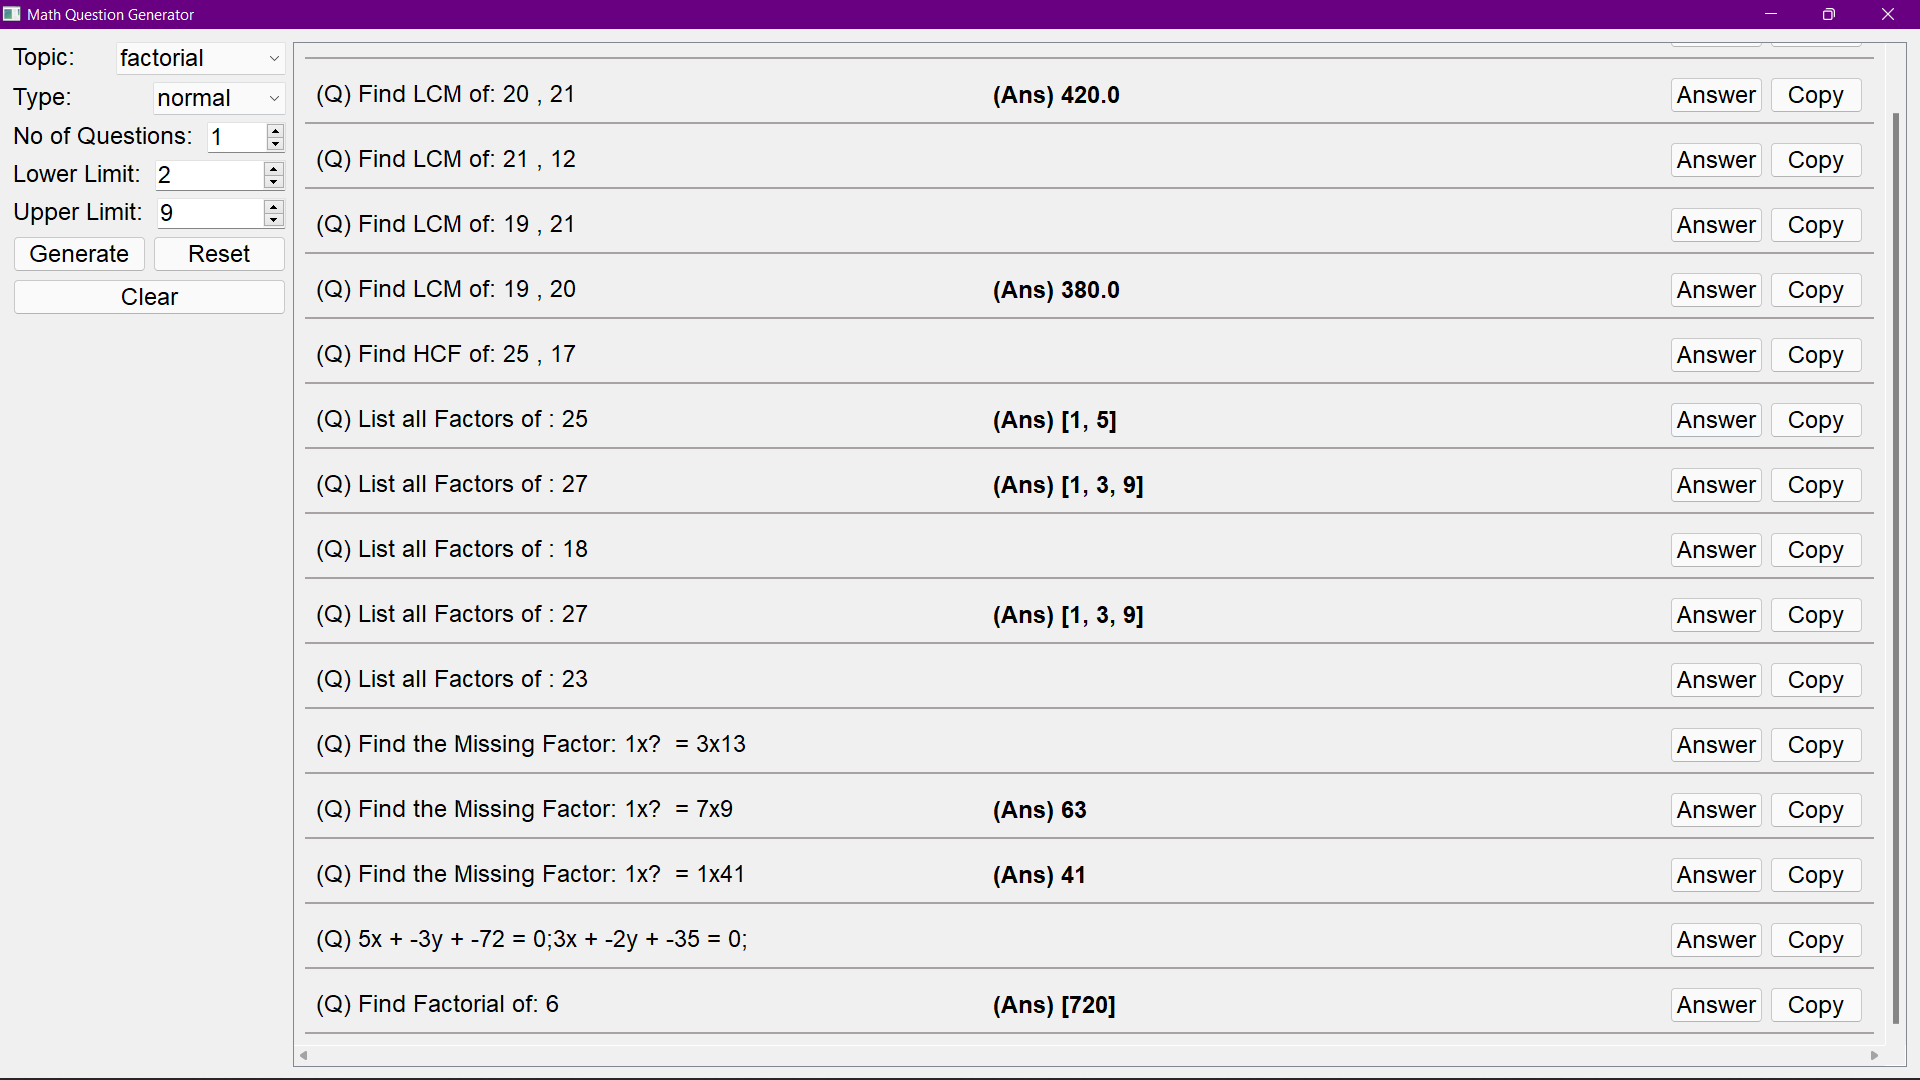 Math Question Generator
Topic: factorial
Type: normal
No of Questions: 1
Lower Limit: 2
Upper Limit: 9
Generate Reset
Clear
(Q) Find LCM of: 20 , 21 (Ans) 420.0 Answer Copy
(Q) Find LCM of: 21 , 12 Answer Copy
(Q) Find LCM of: 19 , 21 Answer Copy
(Q) Find LCM of: 19 , 20 (Ans) 380.0 Answer Copy
(Q) Find HCF of: 25 , 17 Answer Copy
(Q) List all Factors of : 25 (Ans) [1, 5] Answer Copy
(Q) List all Factors of : 27 (Ans) [1, 3, 9] Answer Copy
(Q) List all Factors of : 18 Answer Copy
(Q) List all Factors of : 27 (Ans) [1, 3, 9] Answer Copy
(Q) List all Factors of : 23 Answer Copy
(Q) Find the Missing Factor: 1x? = 3x13 Answer Copy
(Q) Find the Missing Factor: 1x? = 7x9 (Ans) 63 Answer Copy
(Q) Find the Missing Factor: 1x? = 1x41 (Ans) 41 Answer Copy
(Q) 5x + -3y + -72 = 0;3x + -2y + -35 = 0; Answer Copy
(Q) Find Factorial of: 6 (Ans) [720] Answer Copy